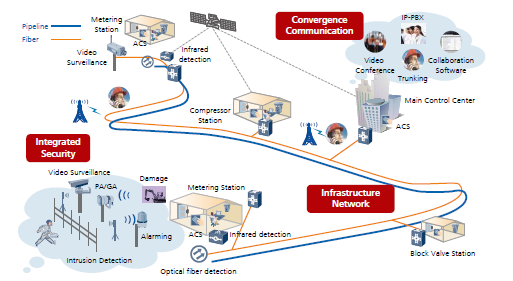 Pipeline
Fiber
Metering
Station
ACS
Video
Surveillance
Infrared
detection
Convergence
Communication
IP-PBX
Video
Conference
Collaboration
Software
Trunking
Main Control Center
ACS
Compressor
Station
Integrated
Security
Video Surveillance
PA/GA
Damage
Alarming
Intrusion Detection
Metering Station
ACS
Infrared detection
Optical fiber detection
Infrastructure
Network
Block Valve Station